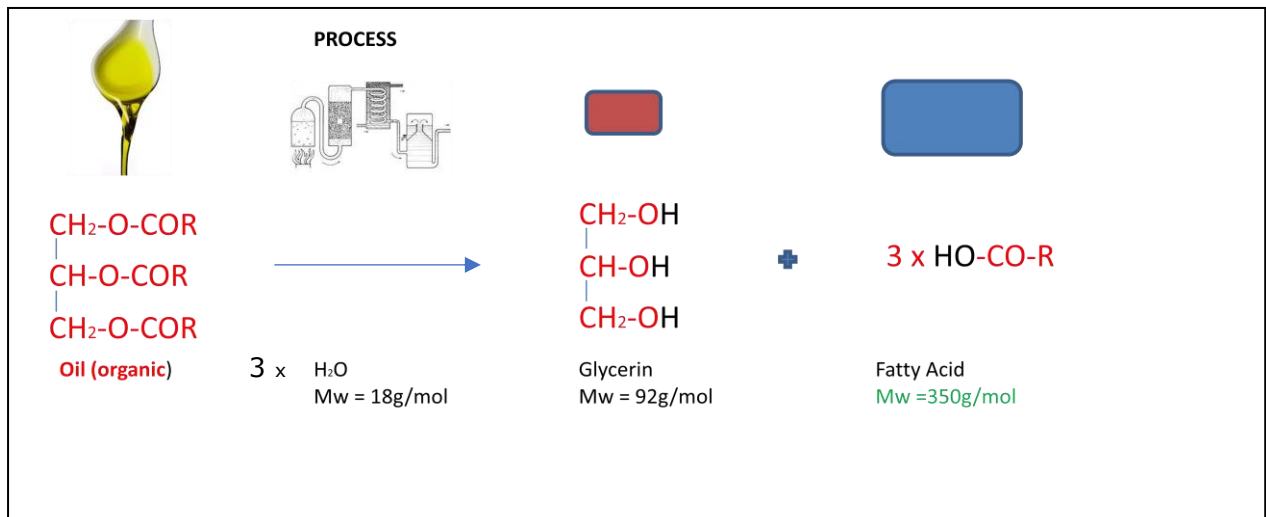 PROCESS
CH₂-O-COR
CH-O-COR
CH₂-O-COR
Oil (organic)
3 x
H₂O
Mw = 18g/mol
CH₂-OH
CH-OH
CH₂-OH
Glycerin
Mw = 92g/mol
3 x HO-CO-R
Fatty Acid
Mw =350g/mol